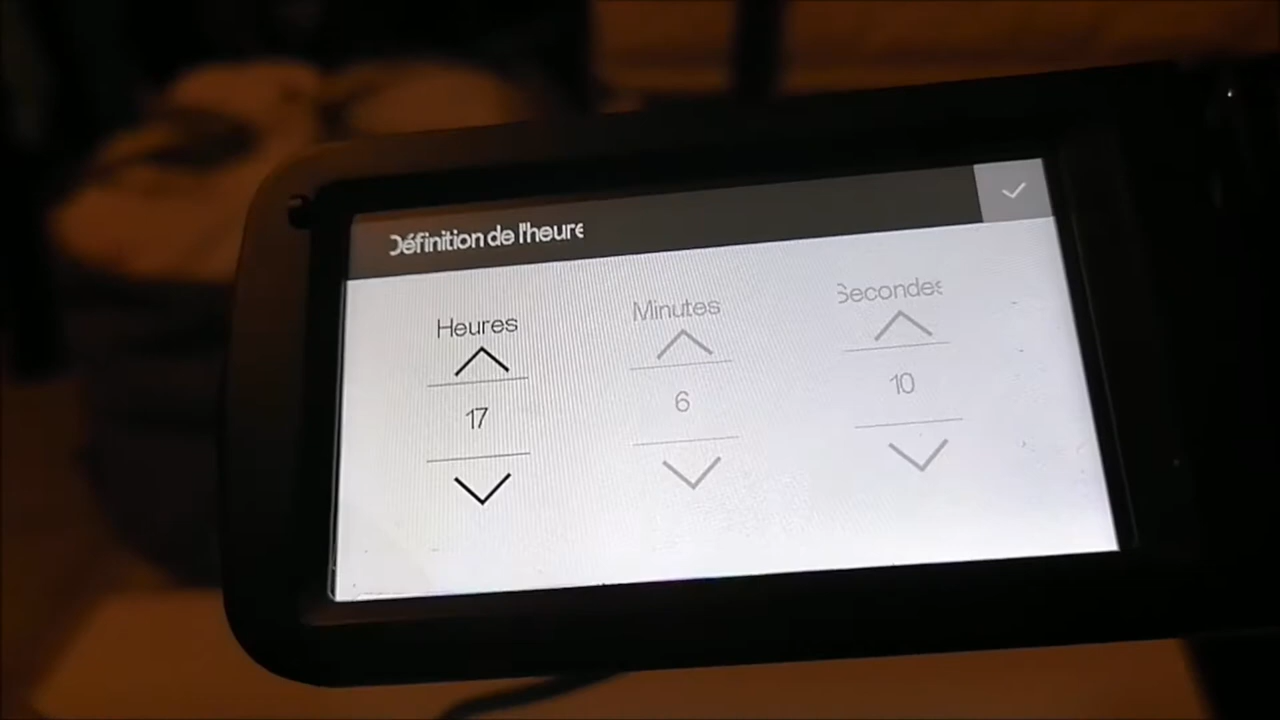 Définition de l'heure
Heures
Minutes
Secondes
17
6
10